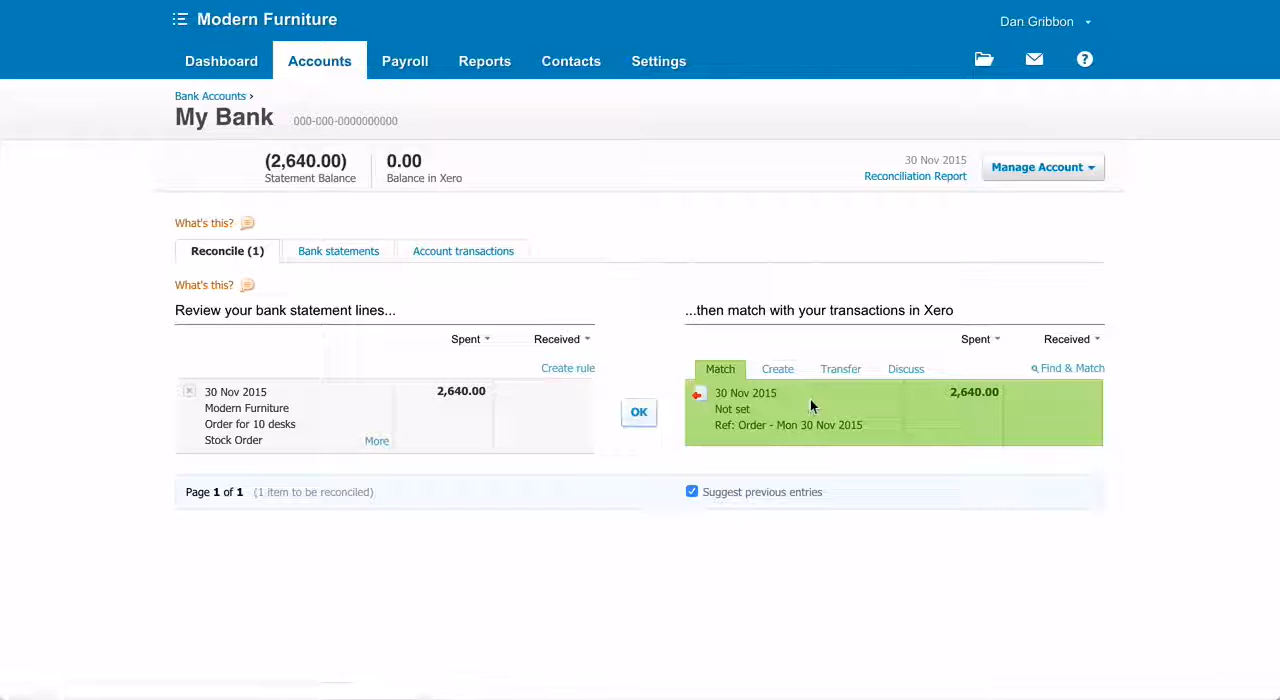 Modern Furniture
Dan Gribbon
Dashboard Accounts Payroll Reports Contacts Settings
Bank Accounts ›
My Bank 000-000-0000000000
(2,640.00) 0.00
Statement Balance Balance in Xero
30 Nov 2015
Reconciliation Report
Manage Account
What's this?
Reconcile (1) Bank statements Account transactions
What's this?
Review your bank statement lines...
Spent Received
Create rule
30 Nov 2015 2,640.00
Modern Furniture
Order for 10 desks
Stock Order More
OK
...then match with your transactions in Xero
Spent Received
Match Create Transfer Discuss Find & Match
30 Nov 2015 2,640.00
Not set
Ref: Order - Mon 30 Nov 2015
Page 1 of 1 (1 item to be reconciled)
Suggest previous entries